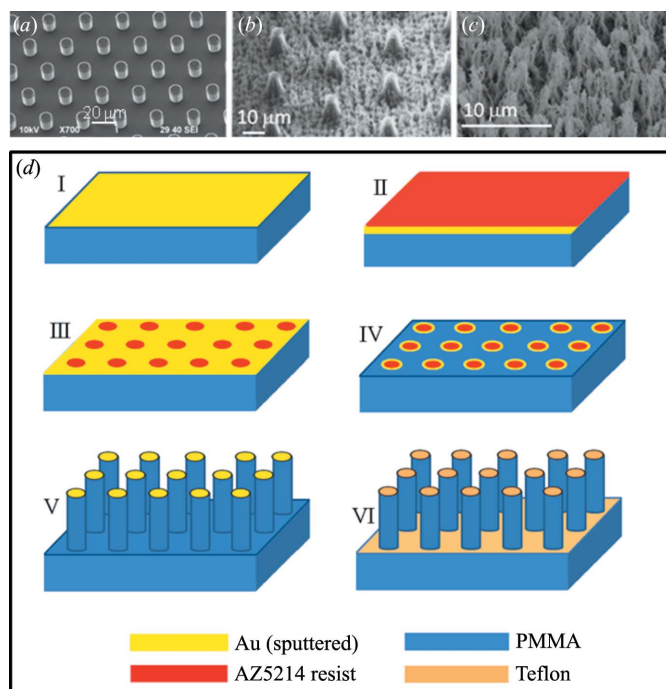 (a)
20 μm
10kV X700 29 40 SEI
(b)
10 μm
(c)
10 μm
(d)
I
II
III
IV
V
VI
Au (sputtered)
PMMA
AZ5214 resist
Teflon